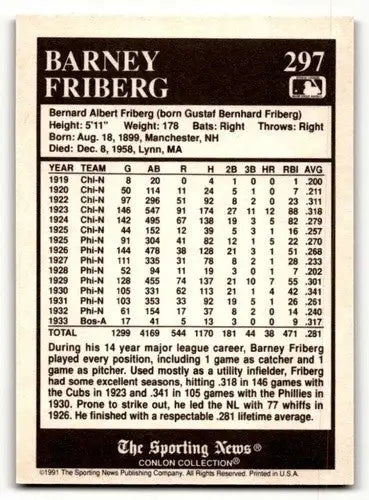 BARNEY 297
FRIBERG
Bernard Albert Friberg (born Gustaf Bernhard Friberg)
Height: 5'11" Weight: 178 Bats: Right Throws: Right
Born: Aug. 18, 1899, Manchester, NH
Died: Dec. 8, 1958, Lynn, MA
YEAR TEAM G AB R H 2B 3B HR RBI AVG
1919 Chi-N 8 20 0 4 1 0 0 1 .200
1920 Chi-N 50 114 11 24 5 1 0 7 .211
1922 Chi-N 97 296 51 92 8 2 0 23 .311
1923 Chi-N 146 547 91 174 27 11 12 88 .318
1924 Chi-N 142 495 67 138 19 3 5 82 .279
1925 Chi-N 44 152 12 39 5 3 1 16 .257
1925 Phi-N 91 304 41 82 12 1 5 22 .270
1926 Phi-N 144 478 38 128 21 3 1 51 .268
1927 Phi-N 111 335 31 78 8 2 1 28 .233
1928 Phi-N 52 94 11 19 3 0 1 7 .202
1929 Phi-N 128 455 74 137 21 10 7 55 .301
1930 Phi-N 105 331 62 113 21 1 4 42 .341
1931 Phi-N 103 353 33 92 19 5 1 26 .261
1932 Phi-N 61 154 17 37 8 2 0 14 .240
1933 Bos-A 17 41 5 13 3 0 0 9 .317
TOTAL 1299 4169 544 1170 181 44 38 471 .281
During his 14 year major league career, Barney Friberg
played every position, including 1 game as catcher and 1
game as pitcher. Used mostly as a utility infielder, Friberg
had some excellent seasons, hitting .318 in 146 games with
the Cubs in 1923 and .341 in 105 games with the Phillies in
1930. Prone to strike out, he led the NL with 77 whiffs in
1926. He finished with a respectable .281 lifetime average.
The Sporting News®
CONLON COLLECTION®
©1991 The Sporting News Publishing Company. All Rights Reserved. Printed in U.S.A.